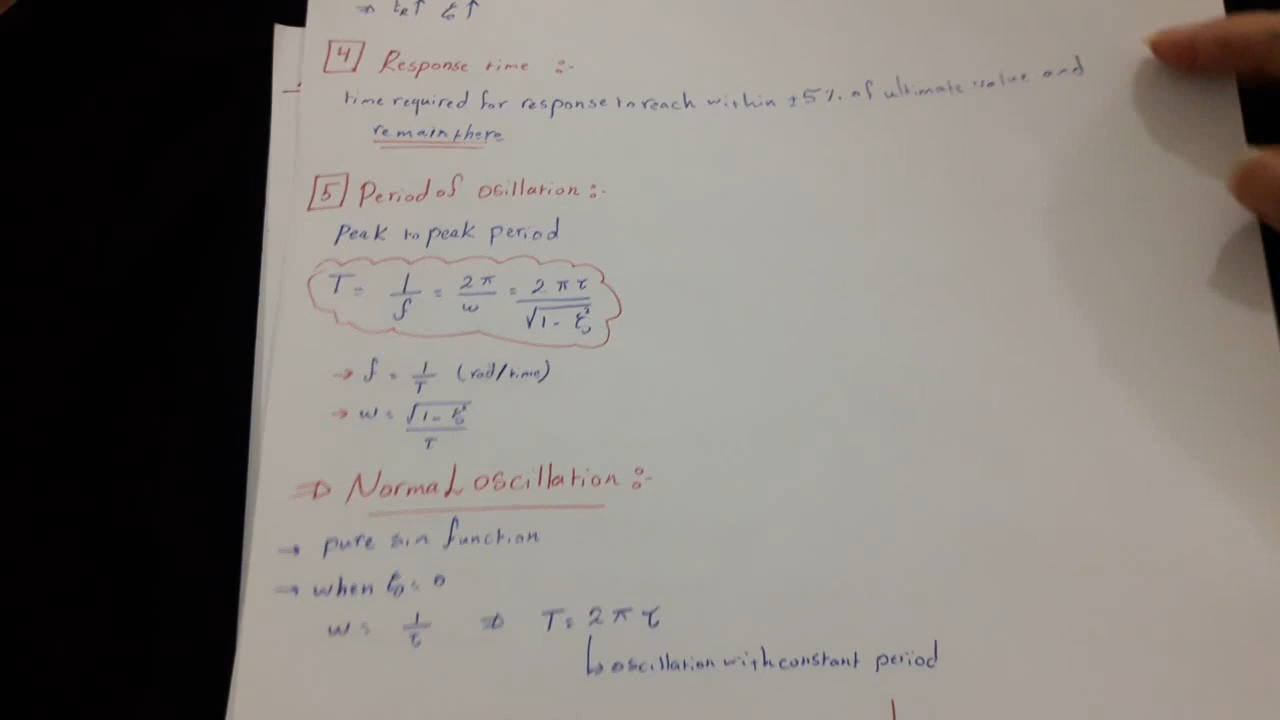 ⇒ tR↑ ξ↑
4 Response time :-
time required for response to reach within ±5% of ultimate value and
remain there
5 Period of osillation :-
Peak to peak period
T = 1/f = 2π/ω = 2πτ/√1-ξ²
→ f = 1/T (rad/time)
→ ω = √1-ξ²/τ
⇒ Normal oscillation :-
→ pure sin function
→ when ξ = 0
ω = 1/τ ⇒ T = 2πτ
↳ oscillation with constant period